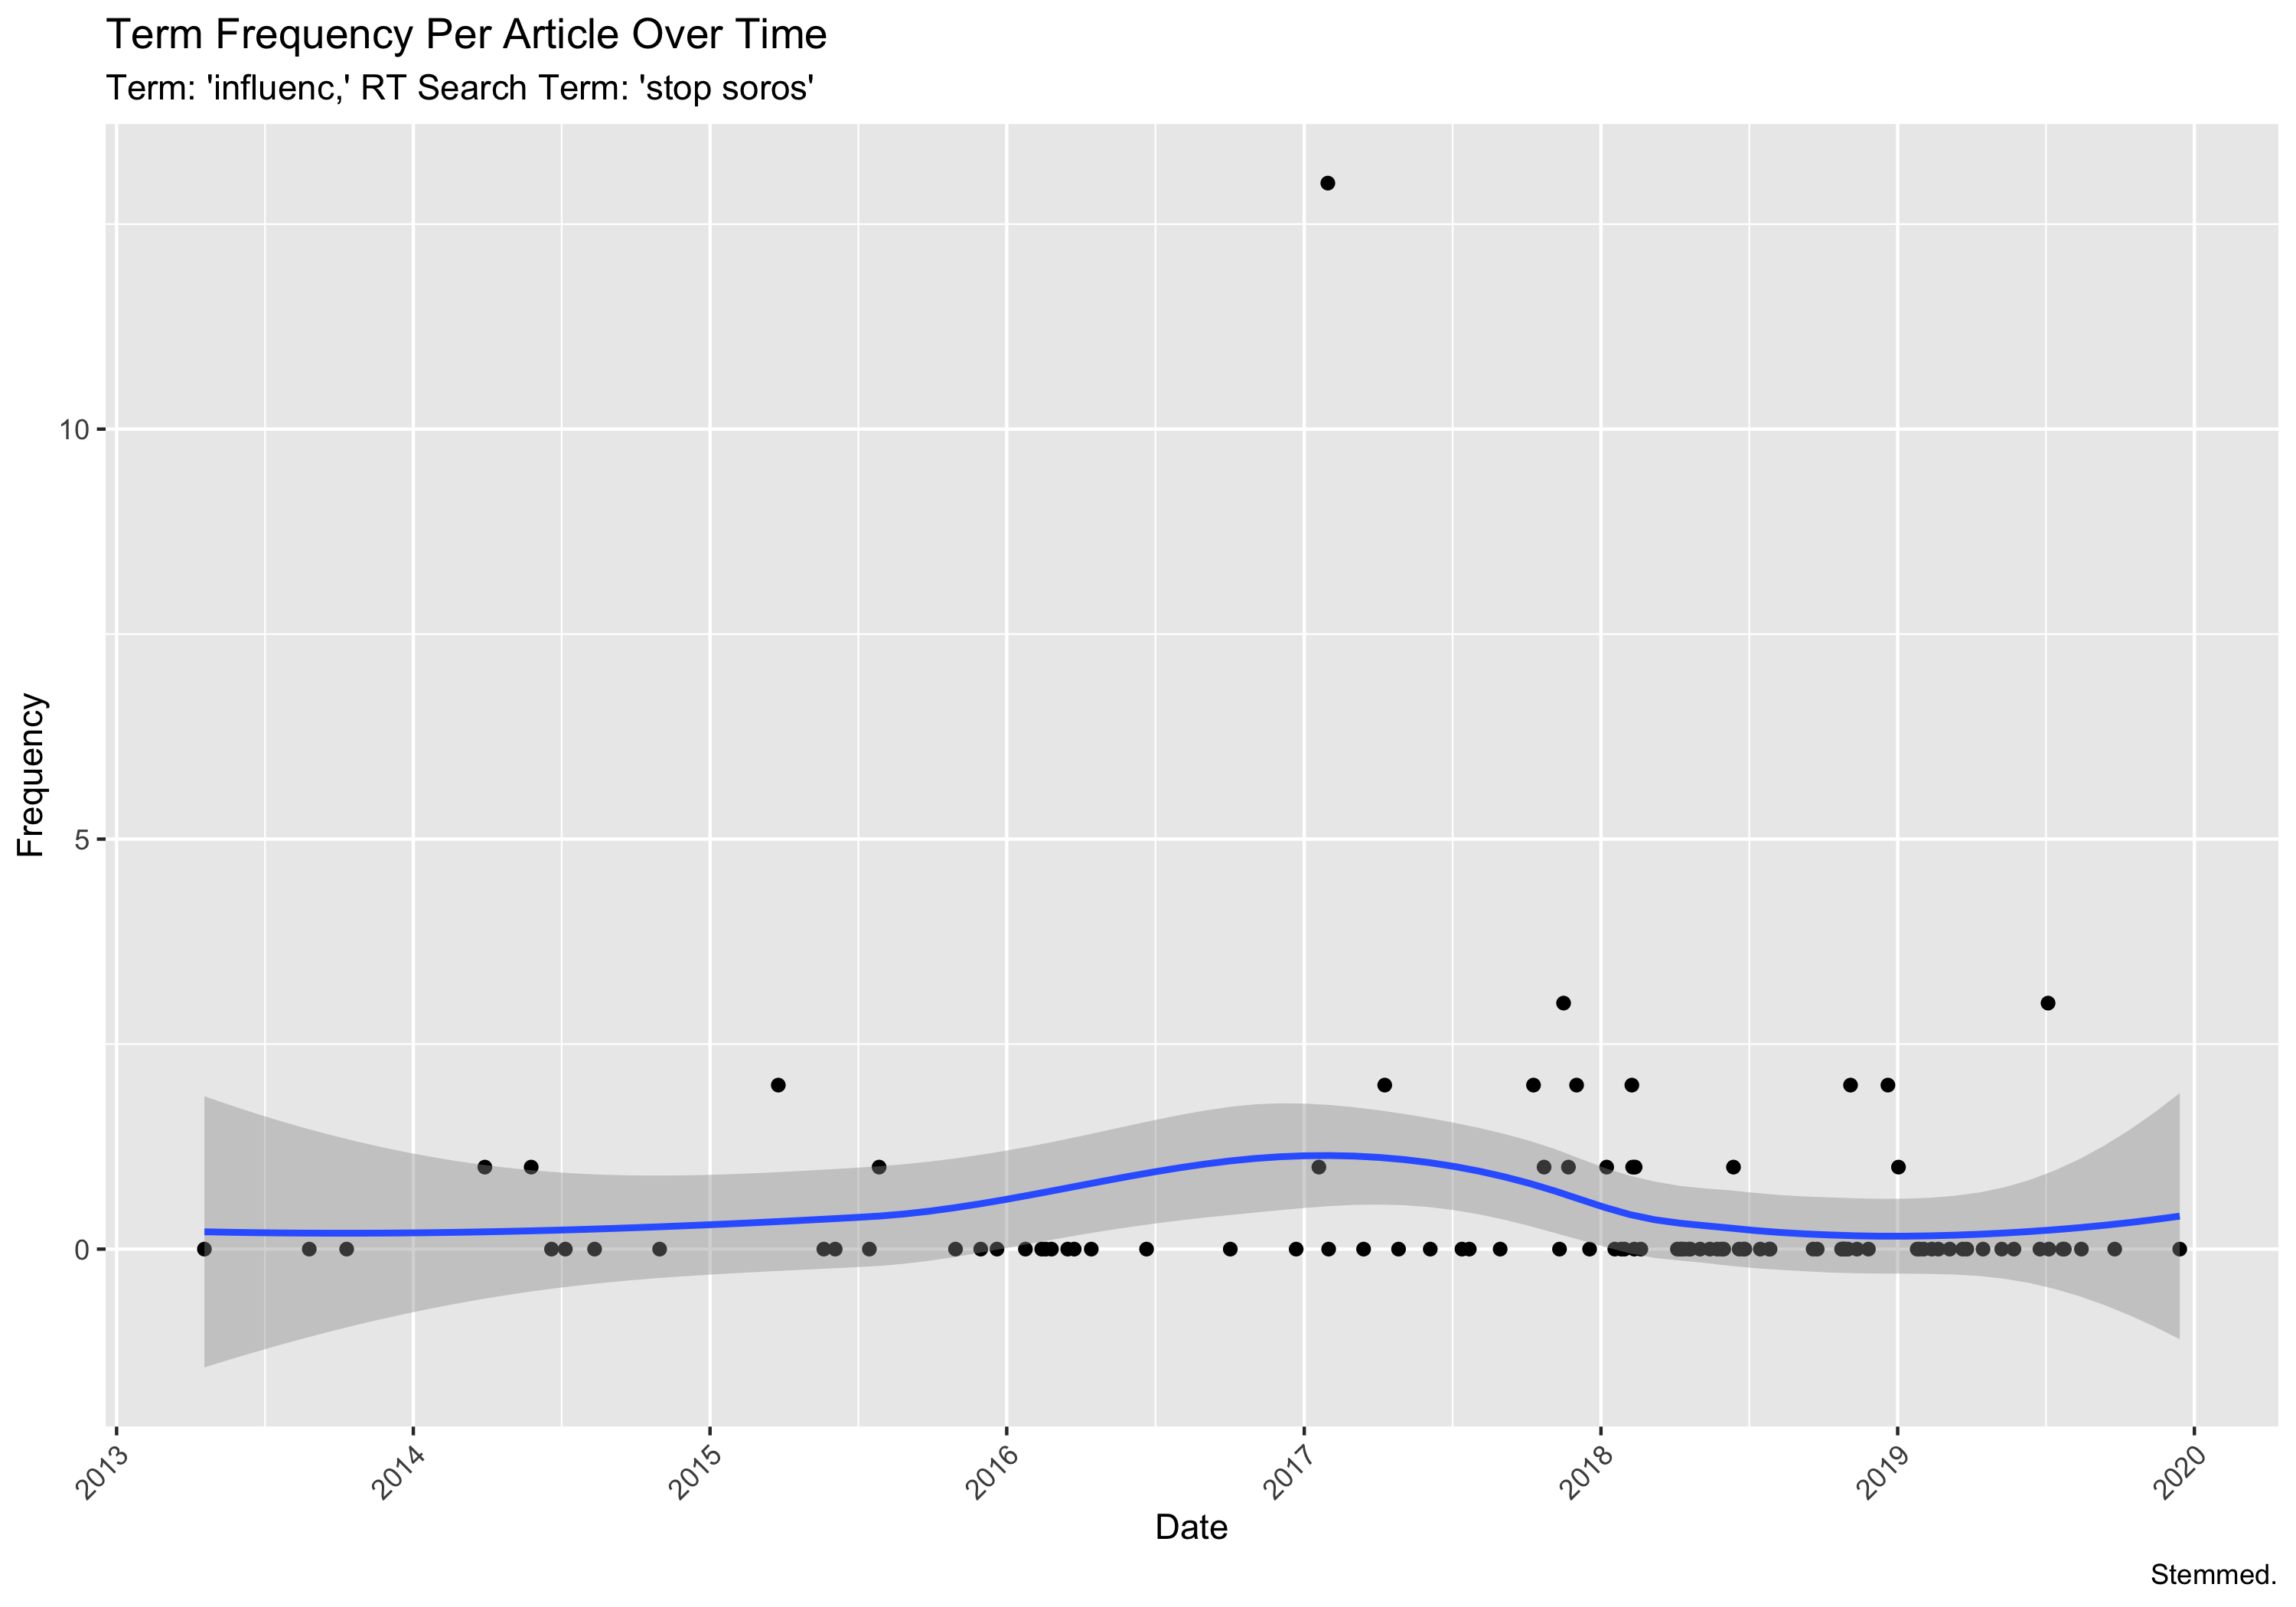 Term Frequency Per Article Over Time
Term: 'influenc,' RT Search Term: 'stop soros'
Frequency
10
5
0
2013
2014
2015
2016
2017
2018
2019
2020
Date
Stemmed.